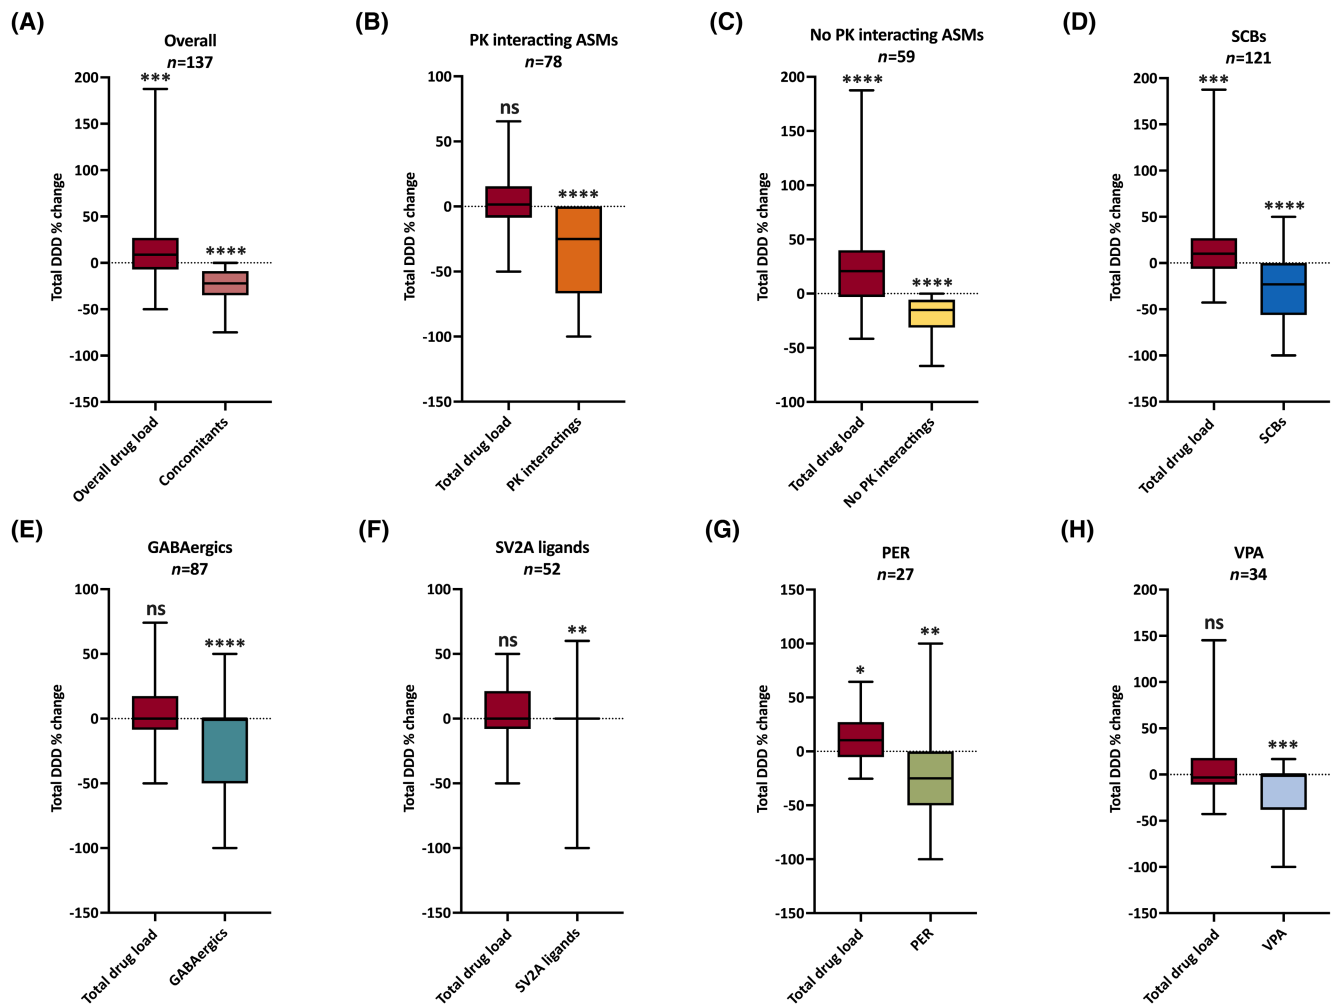 (A)
Overall
n=137
***
****
Total DDD % change
200
150
100
50
0
-50
-100
-150
Overall drug load
Concomitants
(B)
PK interacting ASMs
n=78
ns
****
Total DDD % change
100
50
0
-50
-100
-150
Total drug load
PK interactings
(C)
No PK interacting ASMs
n=59
****
****
Total DDD % change
200
150
100
50
0
-50
-100
Total drug load
No PK interactings
(D)
SCBs
n=121
***
****
Total DDD % change
200
150
100
50
0
-50
-100
-150
Total drug load
SCBs
(E)
GABAergics
n=87
ns
****
Total DDD % change
100
50
0
-50
-100
-150
Total drug load
GABAergics
(F)
SV2A ligands
n=52
ns
**
Total DDD % change
100
50
0
-50
-100
-150
Total drug load
SV2A ligands
(G)
PER
n=27
*
**
Total DDD % change
150
100
50
0
-50
-100
-150
Total drug load
PER
(H)
VPA
n=34
ns
***
Total DDD % change
200
150
100
50
0
-50
-100
-150
Total drug load
VPA